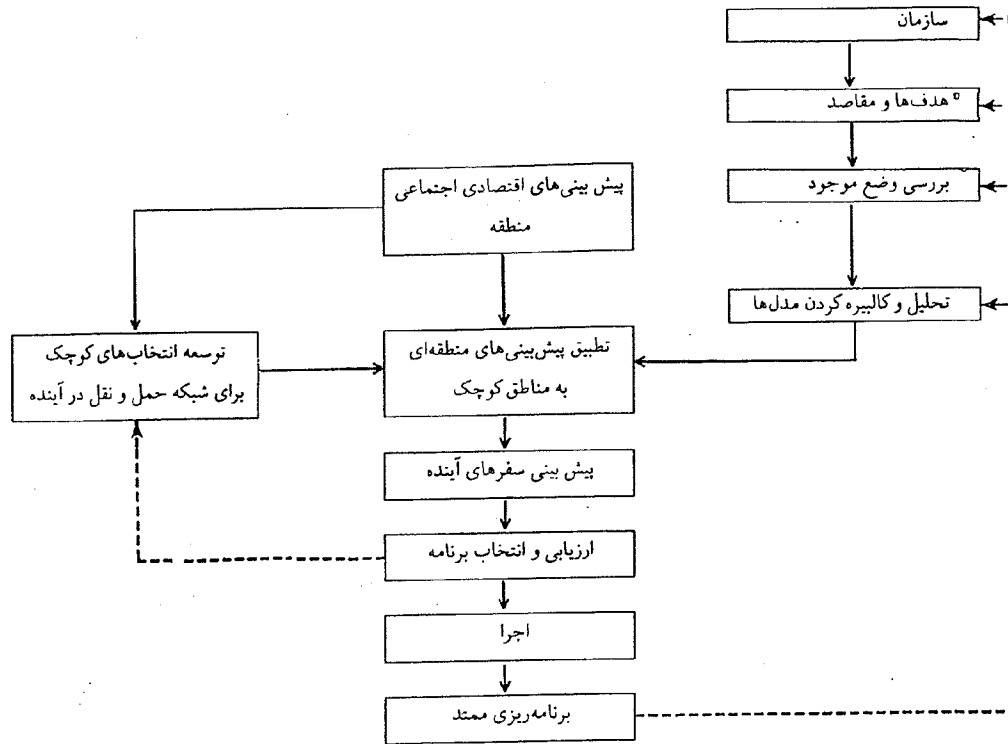 سازمان
هدف‌ها و مقاصد
بررسی وضع موجود
تحلیل و کالیبره کردن مدل‌ها
پیش بینی‌های اقتصادی اجتماعی
منطقه
تطبیق پیش‌بینی‌های منطقه‌ای
به مناطق کوچک
توسعه انتخاب‌های کوچک
برای شبکه حمل و نقل در آینده
پیش بینی سفرهای آینده
ارزیابی و انتخاب برنامه
اجرا
برنامه‌ریزی ممتد